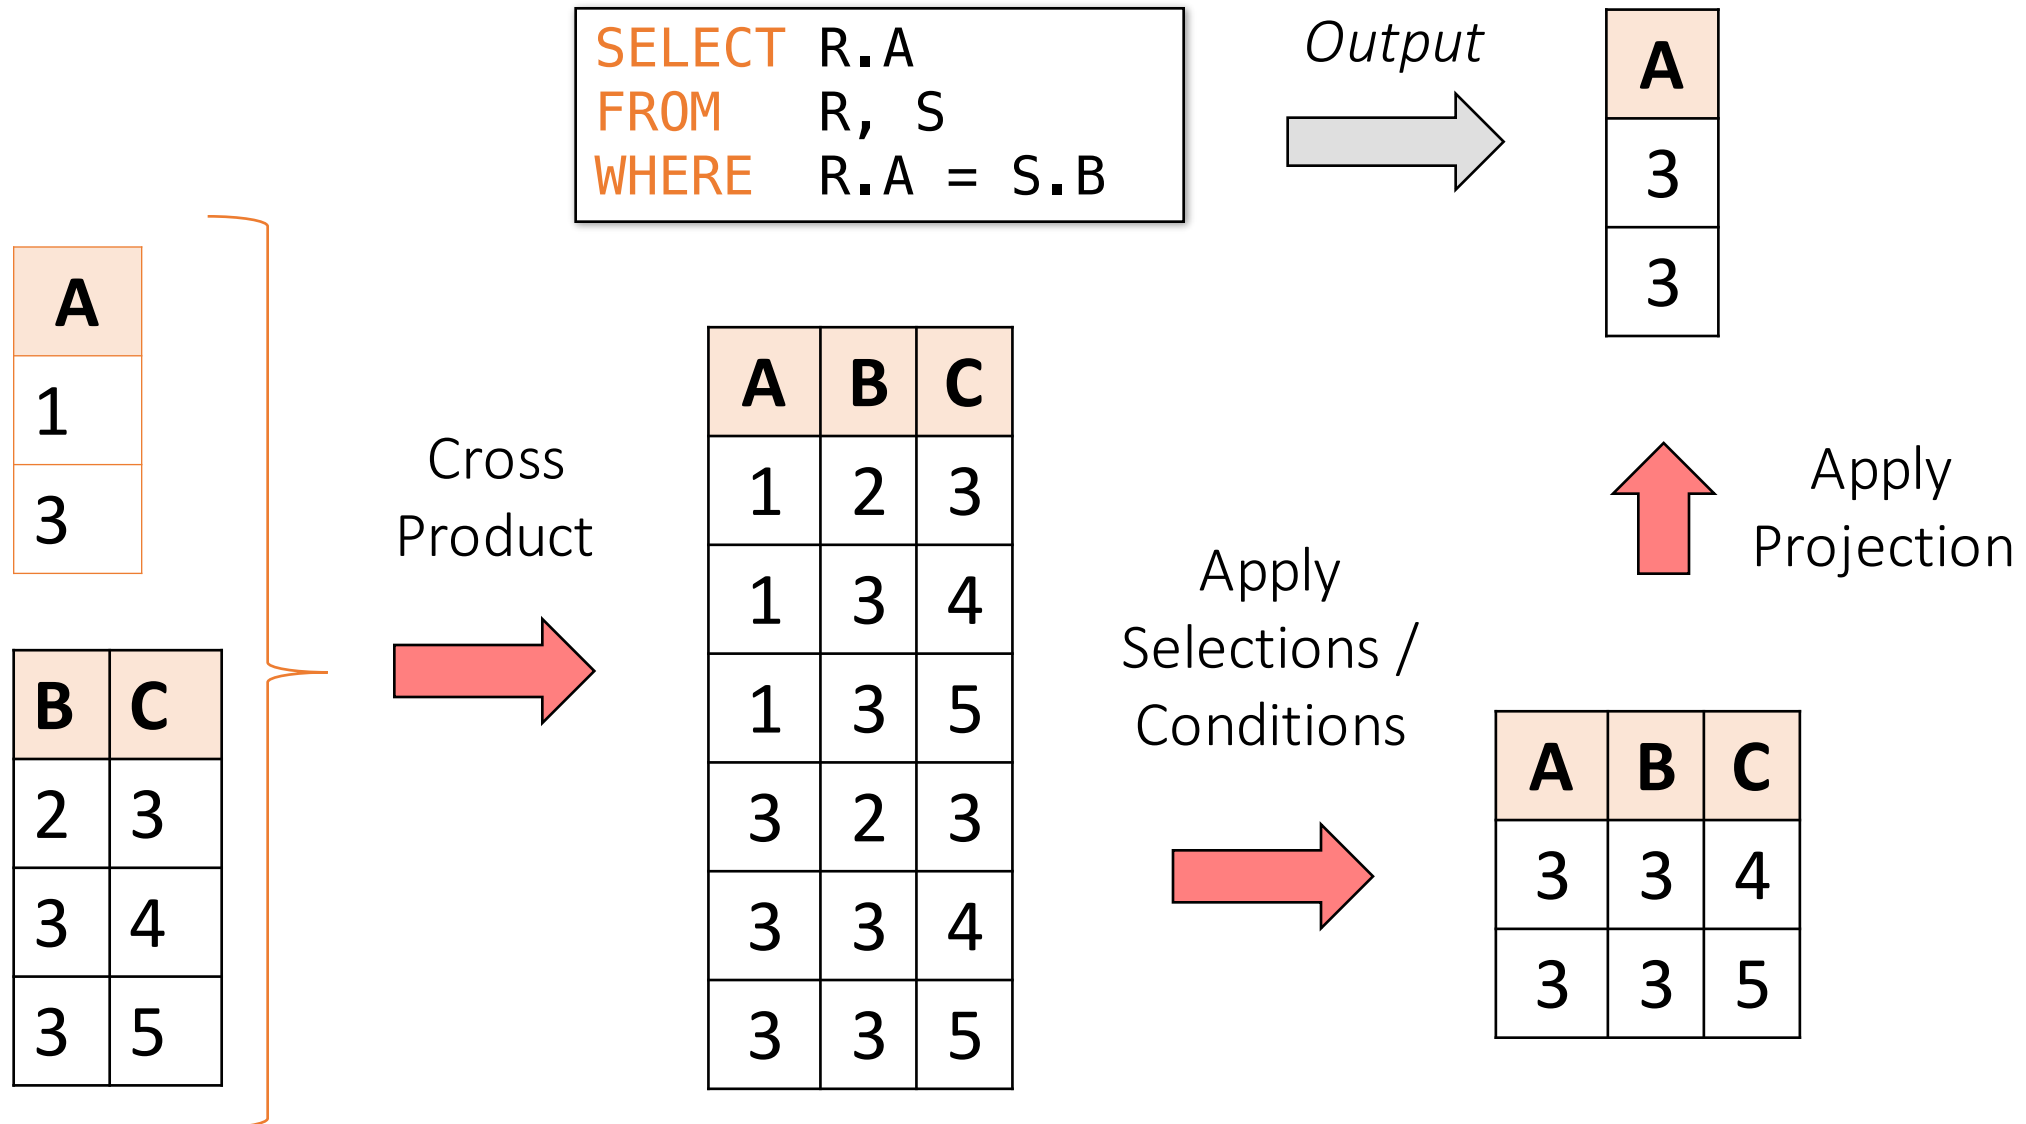 SELECT R.A
FROM R, S
WHERE R.A = S.B
Output
A
3
3
A
1
3
B C
2 3
3 4
3 5
Cross
Product
A B C
1 2 3
1 3 4
1 3 5
3 2 3
3 3 4
3 3 5
Apply
Selections /
Conditions
A B C
3 3 4
3 3 5
Apply
Projection